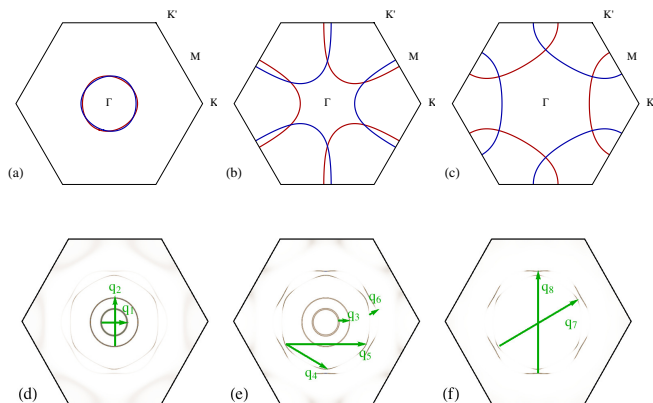 K' K' K'
M M M
Γ K Γ K Γ K
(a) (b) (c)
q₂ q₆ q₈
q₁ q₃ q₇
q₅
q₄
(d) (e) (f)